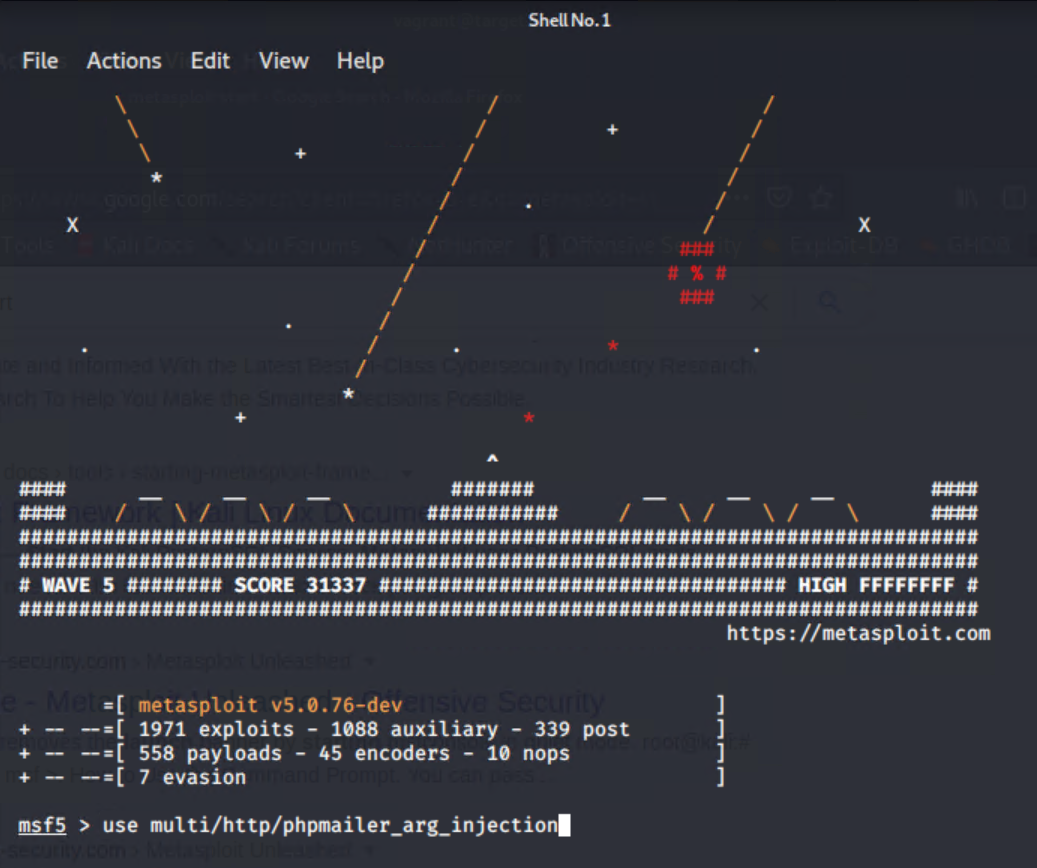 Shell No.1
File Actions Edit View Help
\ / /
\ / + /
\ + / /
* / /
/ . /
X / / X
/ ###
/ # % #
/ ###
. /
. / . * .
/
*
+ *
^
#### __ __ __ ####### __ __ __ ####
#### / \ / \ / \ ########### / \ / \ / \ ####
################################################################################
################################################################################
# WAVE 5 ######## SCORE 31337 ################################## HIGH FFFFFFFF #
################################################################################
https://metasploit.com
=[ metasploit v5.0.76-dev ]
+ -- --=[ 1971 exploits - 1088 auxiliary - 339 post ]
+ -- --=[ 558 payloads - 45 encoders - 10 nops ]
+ -- --=[ 7 evasion ]
msf5 > use multi/http/phpmailer_arg_injection